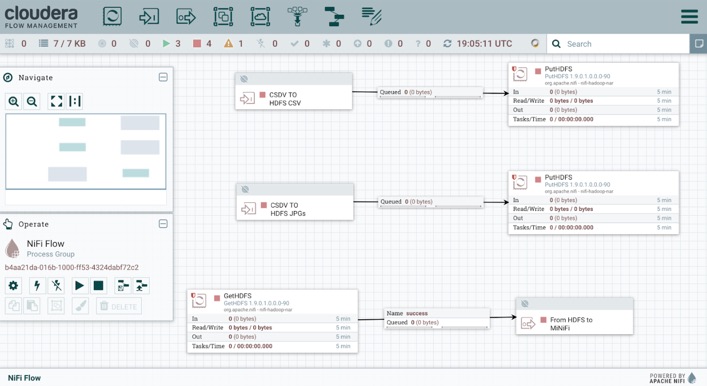 cloudera
FLOW MANAGEMENT
0 7 / 7 KB 0 0 3 4 1 0 0 0 0 0 0 19:05:11 UTC Search
Navigate
Operate
NiFi Flow
Process Group
b4aa21da-016b-1000-ff53-4324dabf72c2
DELETE
CSDV TO
HDFS CSV
Queued 0 (0 bytes)
PutHDFS
PutHDFS 1.9.0.1.0.0.0-90
org.apache.nifi - nifi-hadoop-nar
In 0 (0 bytes) 5 min
Read/Write 0 bytes / 0 bytes 5 min
Out 0 (0 bytes) 5 min
Tasks/Time 0 / 00:00:00.000 5 min
CSDV TO
HDFS JPGs
Queued 0 (0 bytes)
PutHDFS
PutHDFS 1.9.0.1.0.0.0-90
org.apache.nifi - nifi-hadoop-nar
In 0 (0 bytes) 5 min
Read/Write 0 bytes / 0 bytes 5 min
Out 0 (0 bytes) 5 min
Tasks/Time 0 / 00:00:00.000 5 min
GetHDFS
GetHDFS 1.9.0.1.0.0.0-90
org.apache.nifi - nifi-hadoop-nar
In 0 (0 bytes) 5 min
Read/Write 0 bytes / 0 bytes 5 min
Out 0 (0 bytes) 5 min
Tasks/Time 0 / 00:00:00.000 5 min
Name success
Queued 0 (0 bytes)
From HDFS to
MiNiFi
NiFi Flow
POWERED BY
APACHE NIFI